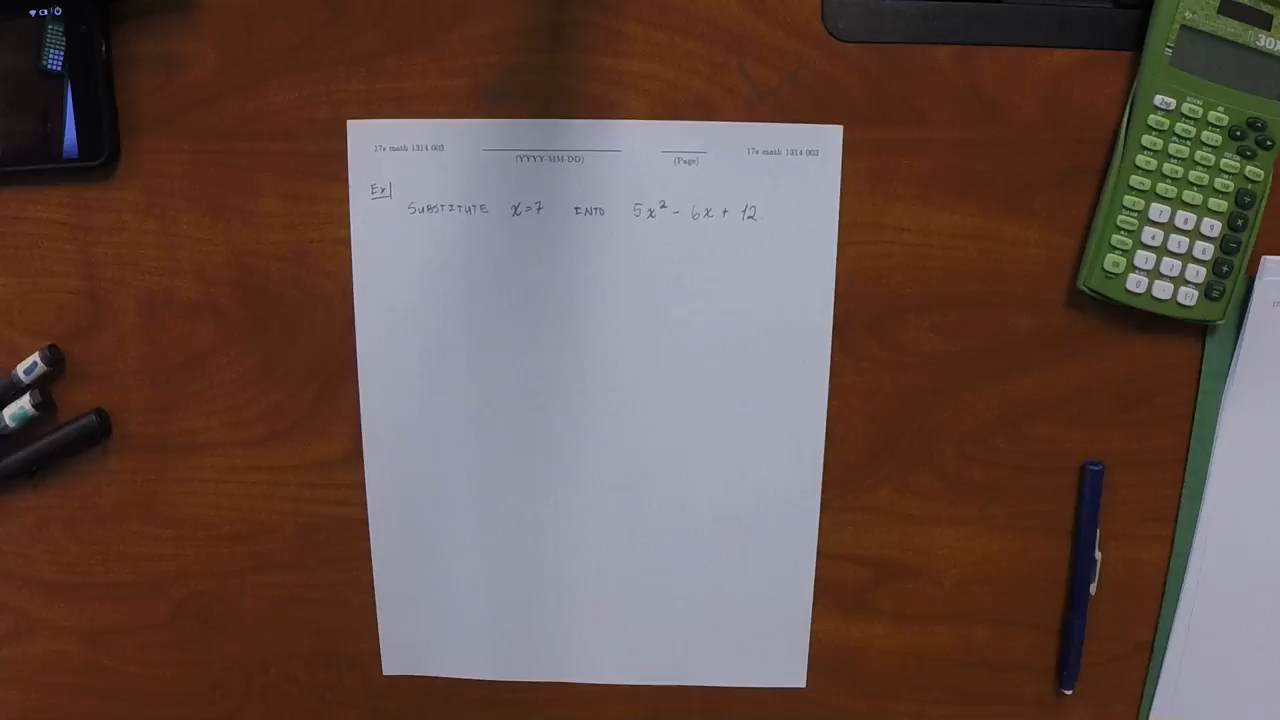 17e math 1314 003
(YYYY-MM-DD)
(Page)
17e math 1314 003
Ex
SUBSTITUTE x=7 INTO 5x² - 6x + 12.
30X